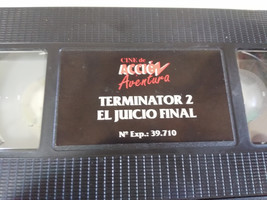 CINE de
ACCIÓN
Aventura
TERMINATOR 2
EL JUICIO FINAL
Nº Exp.: 39.710